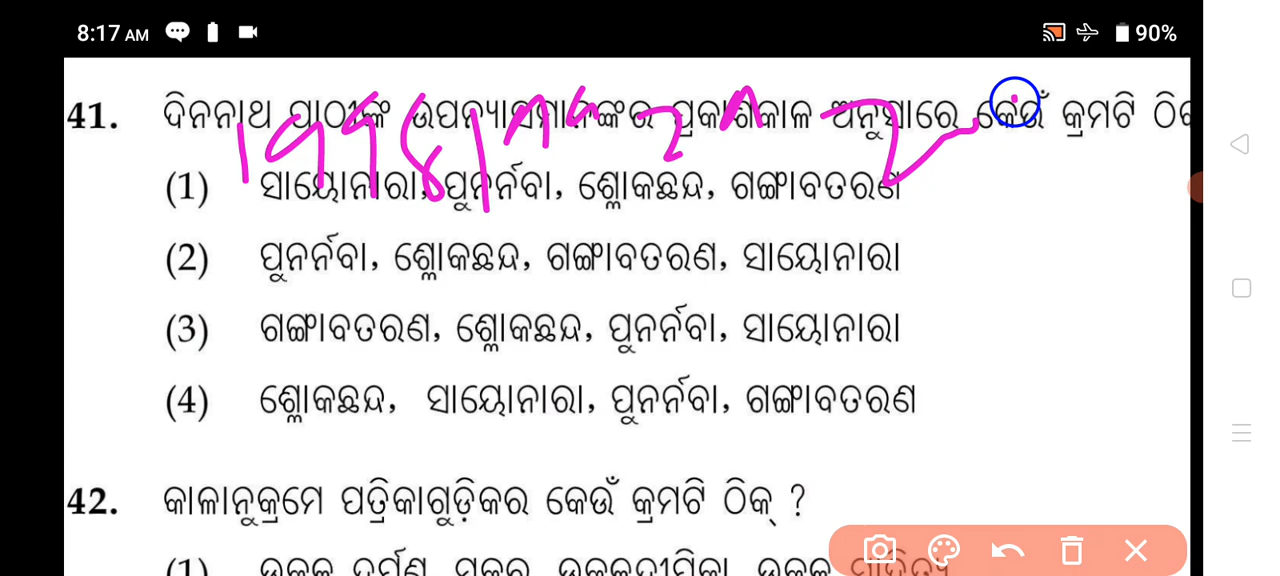 8:17 AM 90%
41. ଦିନନାଥ ପାଠୀଙ୍କ ଉପନ୍ୟାସମାନଙ୍କର ପ୍ରକାଶକାଳ ଅନୁସାରେ କେଉଁ କ୍ରମଟି
(1) ସାୟୋନାରା, ପୁନର୍ନବା, ଶ୍ଳୋକଛନ୍ଦ, ଗଙ୍ଗାବତରଣ
(2) ପୁନର୍ନବା, ଶ୍ଳୋକଛନ୍ଦ, ଗଙ୍ଗାବତରଣ, ସାୟୋନାରା
(3) ଗଙ୍ଗାବତରଣ, ଶ୍ଳୋକଛନ୍ଦ, ପୁନର୍ନବା, ସାୟୋନାରା
(4) ଶ୍ଳୋକଛନ୍ଦ, ସାୟୋନାରା, ପୁନର୍ନବା, ଗଙ୍ଗାବତରଣ
42. କାଳାନୁକ୍ରମେ ପତ୍ରିକାଗୁଡ଼ିକର କେଉଁ କ୍ରମଟି ଠିକ୍ ?
(1)